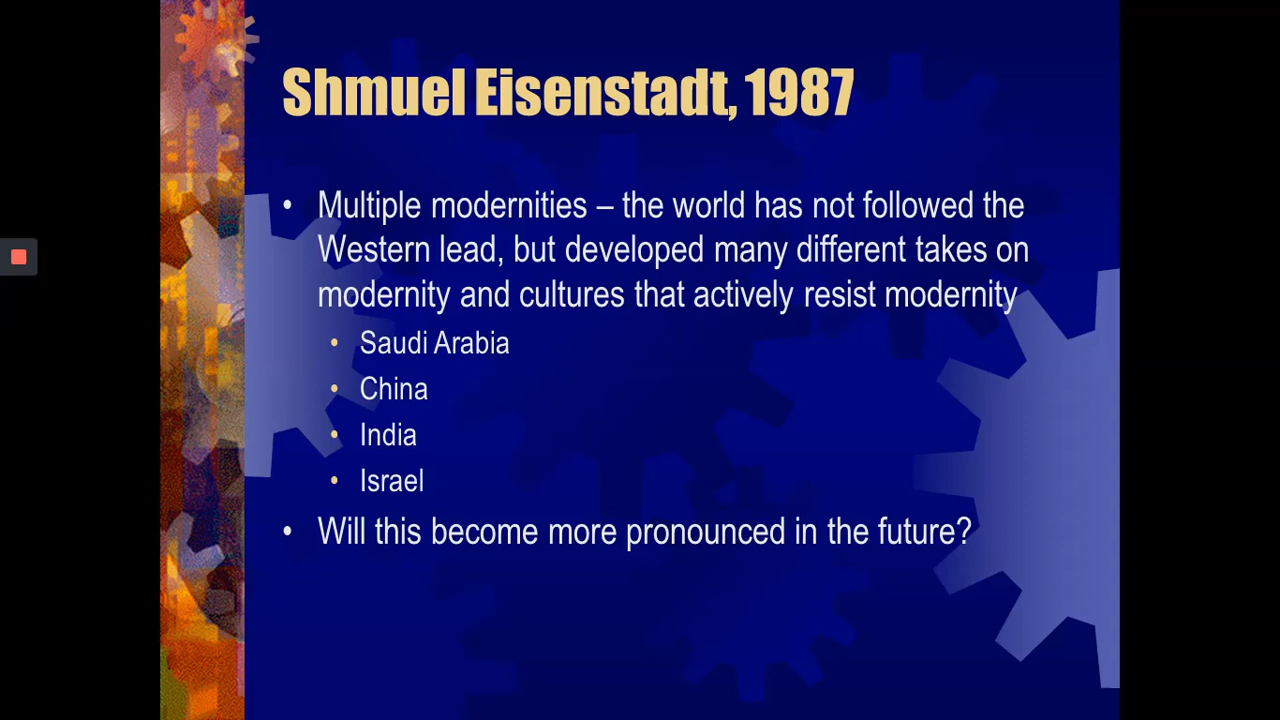 Shmuel Eisenstadt, 1987
• Multiple modernities – the world has not followed the
Western lead, but developed many different takes on
modernity and cultures that actively resist modernity
• Saudi Arabia
• China
• India
• Israel
• Will this become more pronounced in the future?